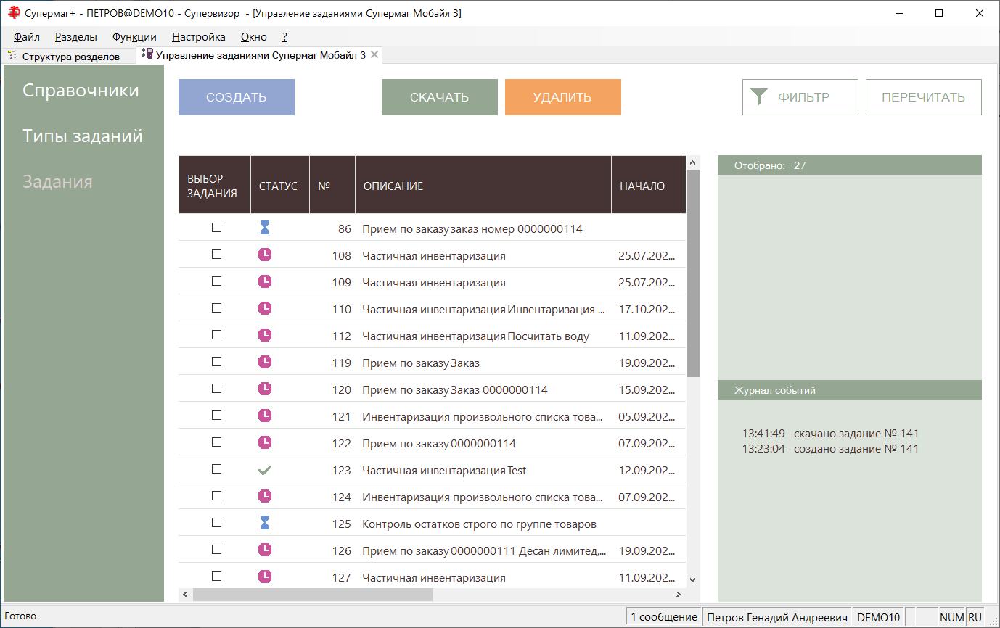 Супермаг+ - ПЕТРОВ@DEMO10 - Супервизор - [Управление заданиями Супермаг Мобайл 3]
Файл Разделы Функции Настройка Окно ?
Структура разделов Управление заданиями Супермаг Мобайл 3
Справочники
Типы заданий
Задания
СОЗДАТЬ СКАЧАТЬ УДАЛИТЬ ФИЛЬТР ПЕРЕЧИТАТЬ
ВЫБОР
ЗАДАНИЯ СТАТУС № ОПИСАНИЕ НАЧАЛО
86 Прием по заказу заказ номер 0000000114
108 Частичная инвентаризация 25.07.202...
109 Частичная инвентаризация 25.07.202...
110 Частичная инвентаризация Инвентаризация ... 17.10.202...
112 Частичная инвентаризация Посчитать воду 11.09.202...
119 Прием по заказу Заказ 19.09.202...
120 Прием по заказу Заказ 0000000114 15.09.202...
121 Инвентаризация произвольного списка това... 05.09.202...
122 Прием по заказу 0000000114 07.09.202...
123 Частичная инвентаризация Test 12.09.202...
124 Инвентаризация произвольного списка това... 07.09.202...
125 Контроль остатков строго по группе товаров
126 Прием по заказу 0000000111 Десан лимитед,... 19.09.202...
127 Частичная инвентаризация 11.09.202...
Отобрано: 27
Журнал событий
13:41:49 скачано задание № 141
13:23:04 создано задание № 141
Готово 1 сообщение Петров Генадий Андреевич DEMO10 NUM RU